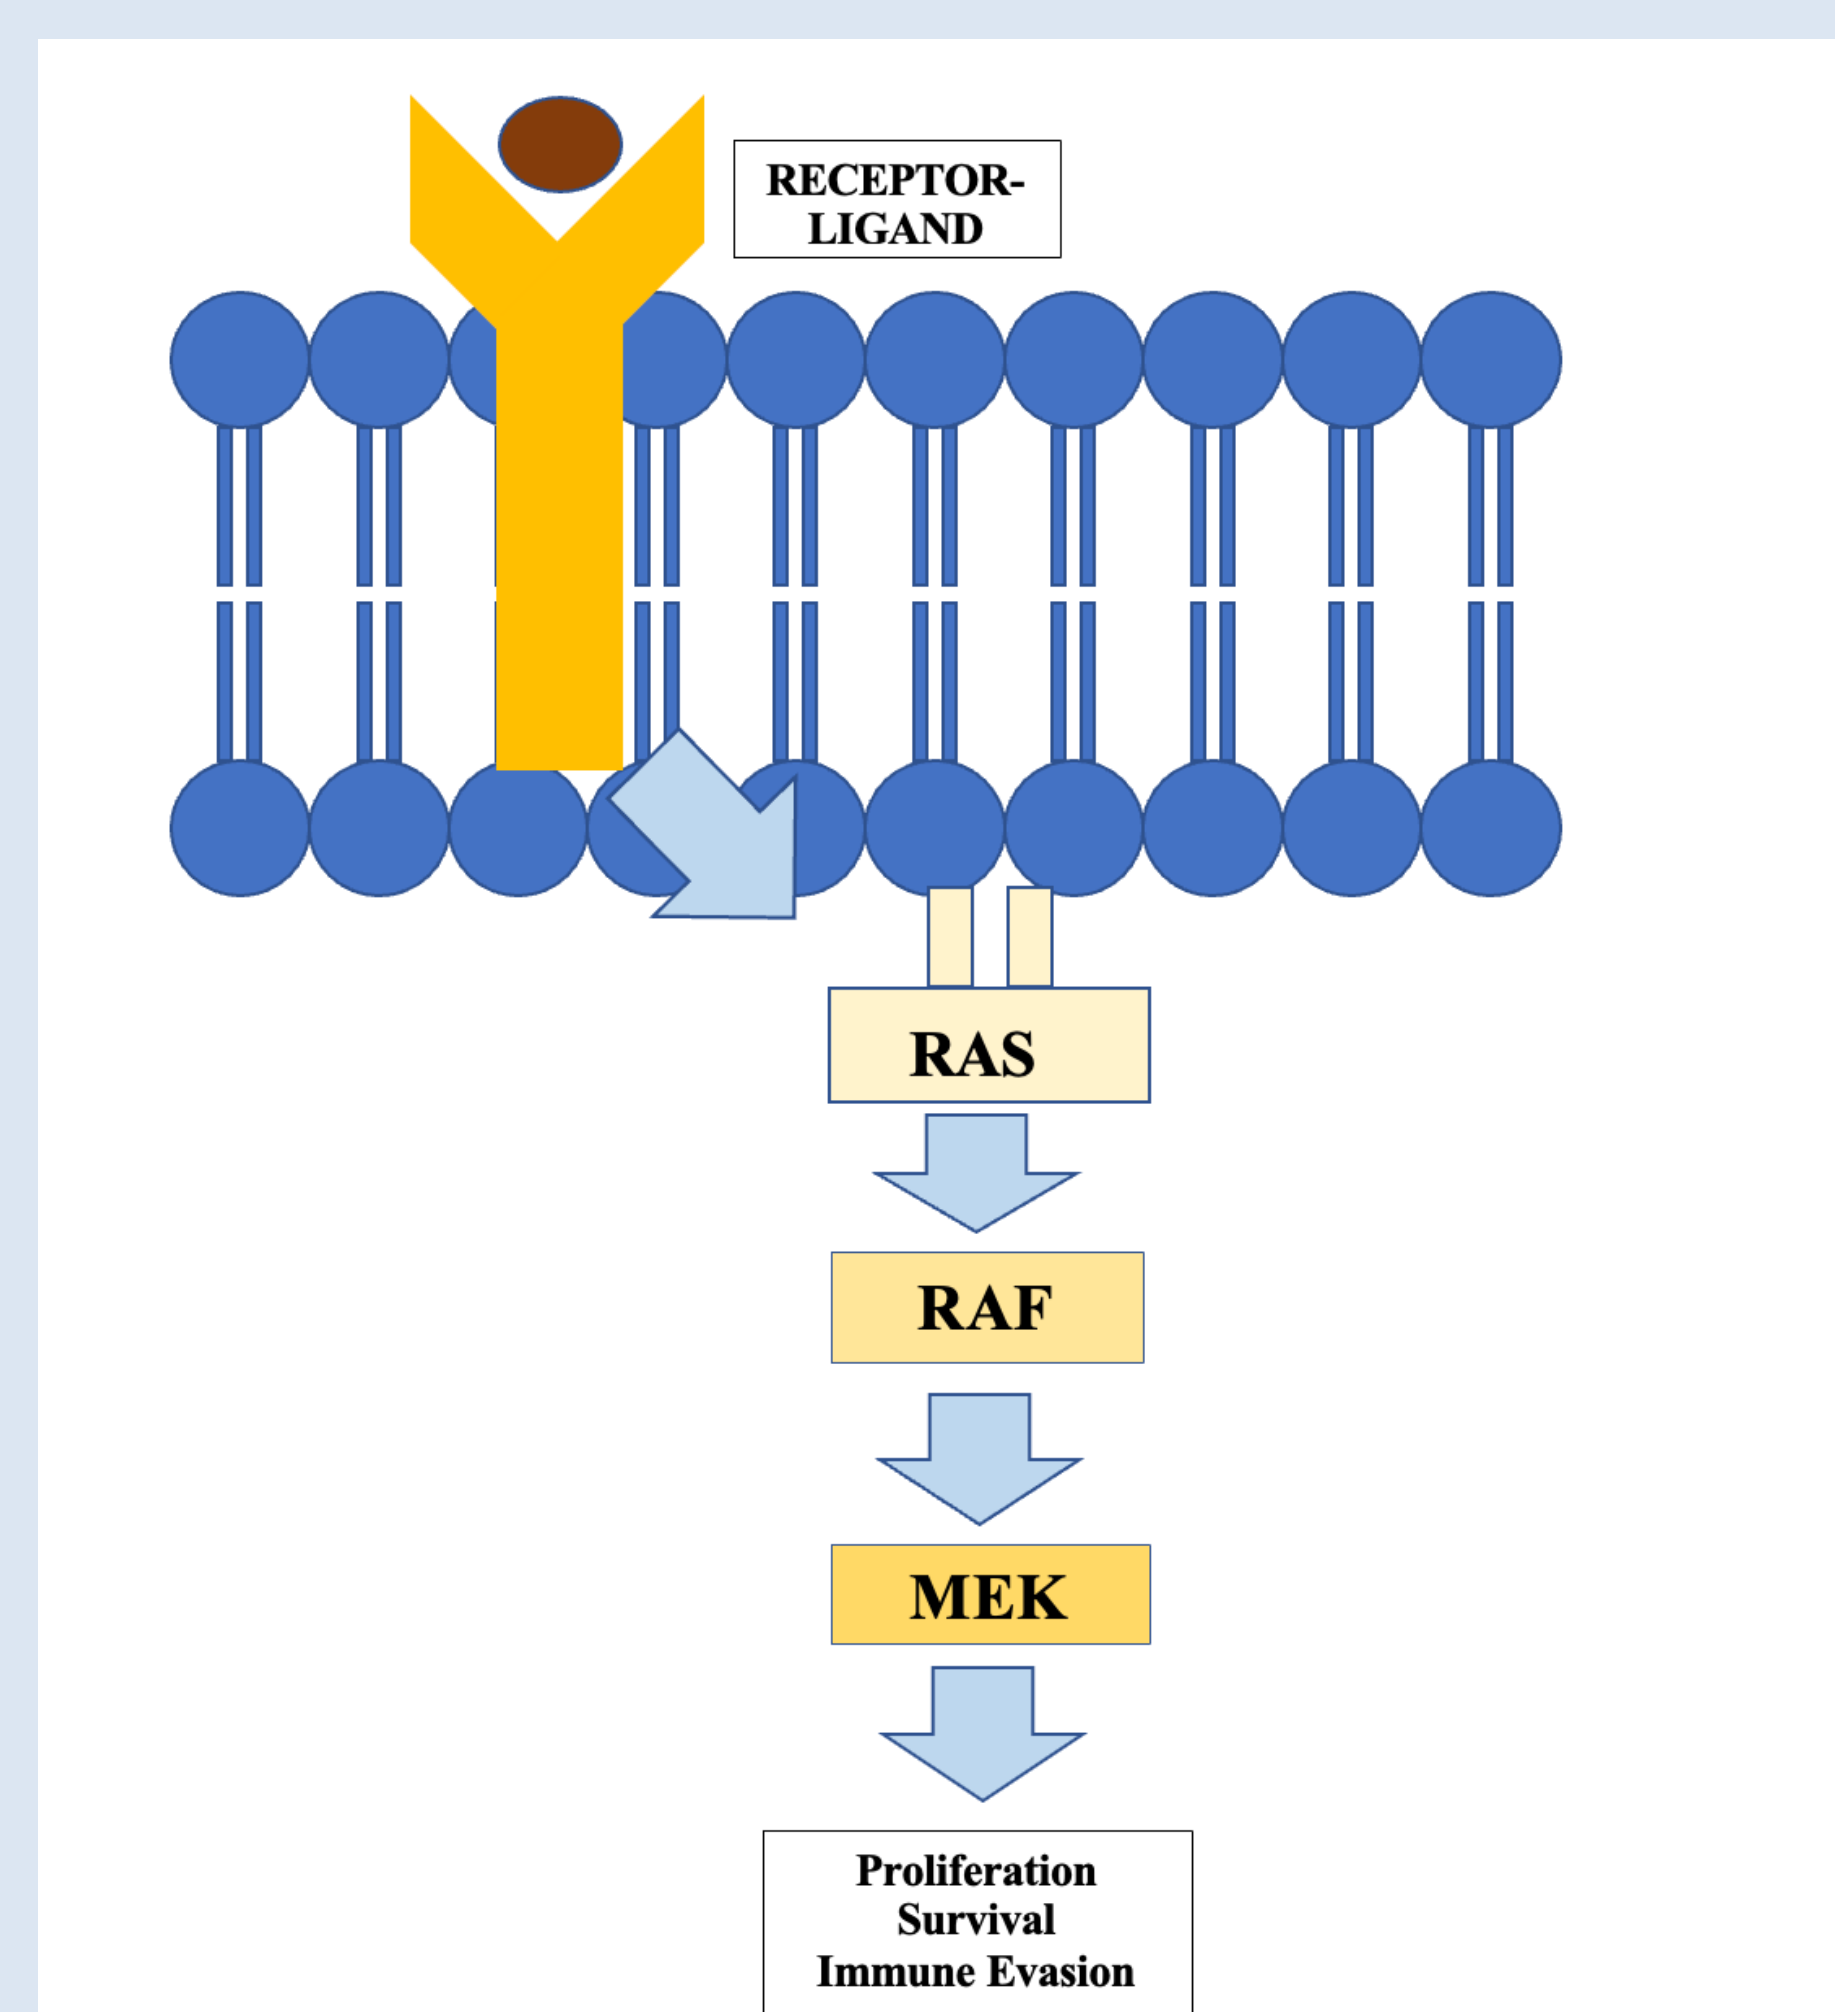 RECEPTOR-
LIGAND
RAS
RAF
MEK
Proliferation
Survival
Immune Evasion